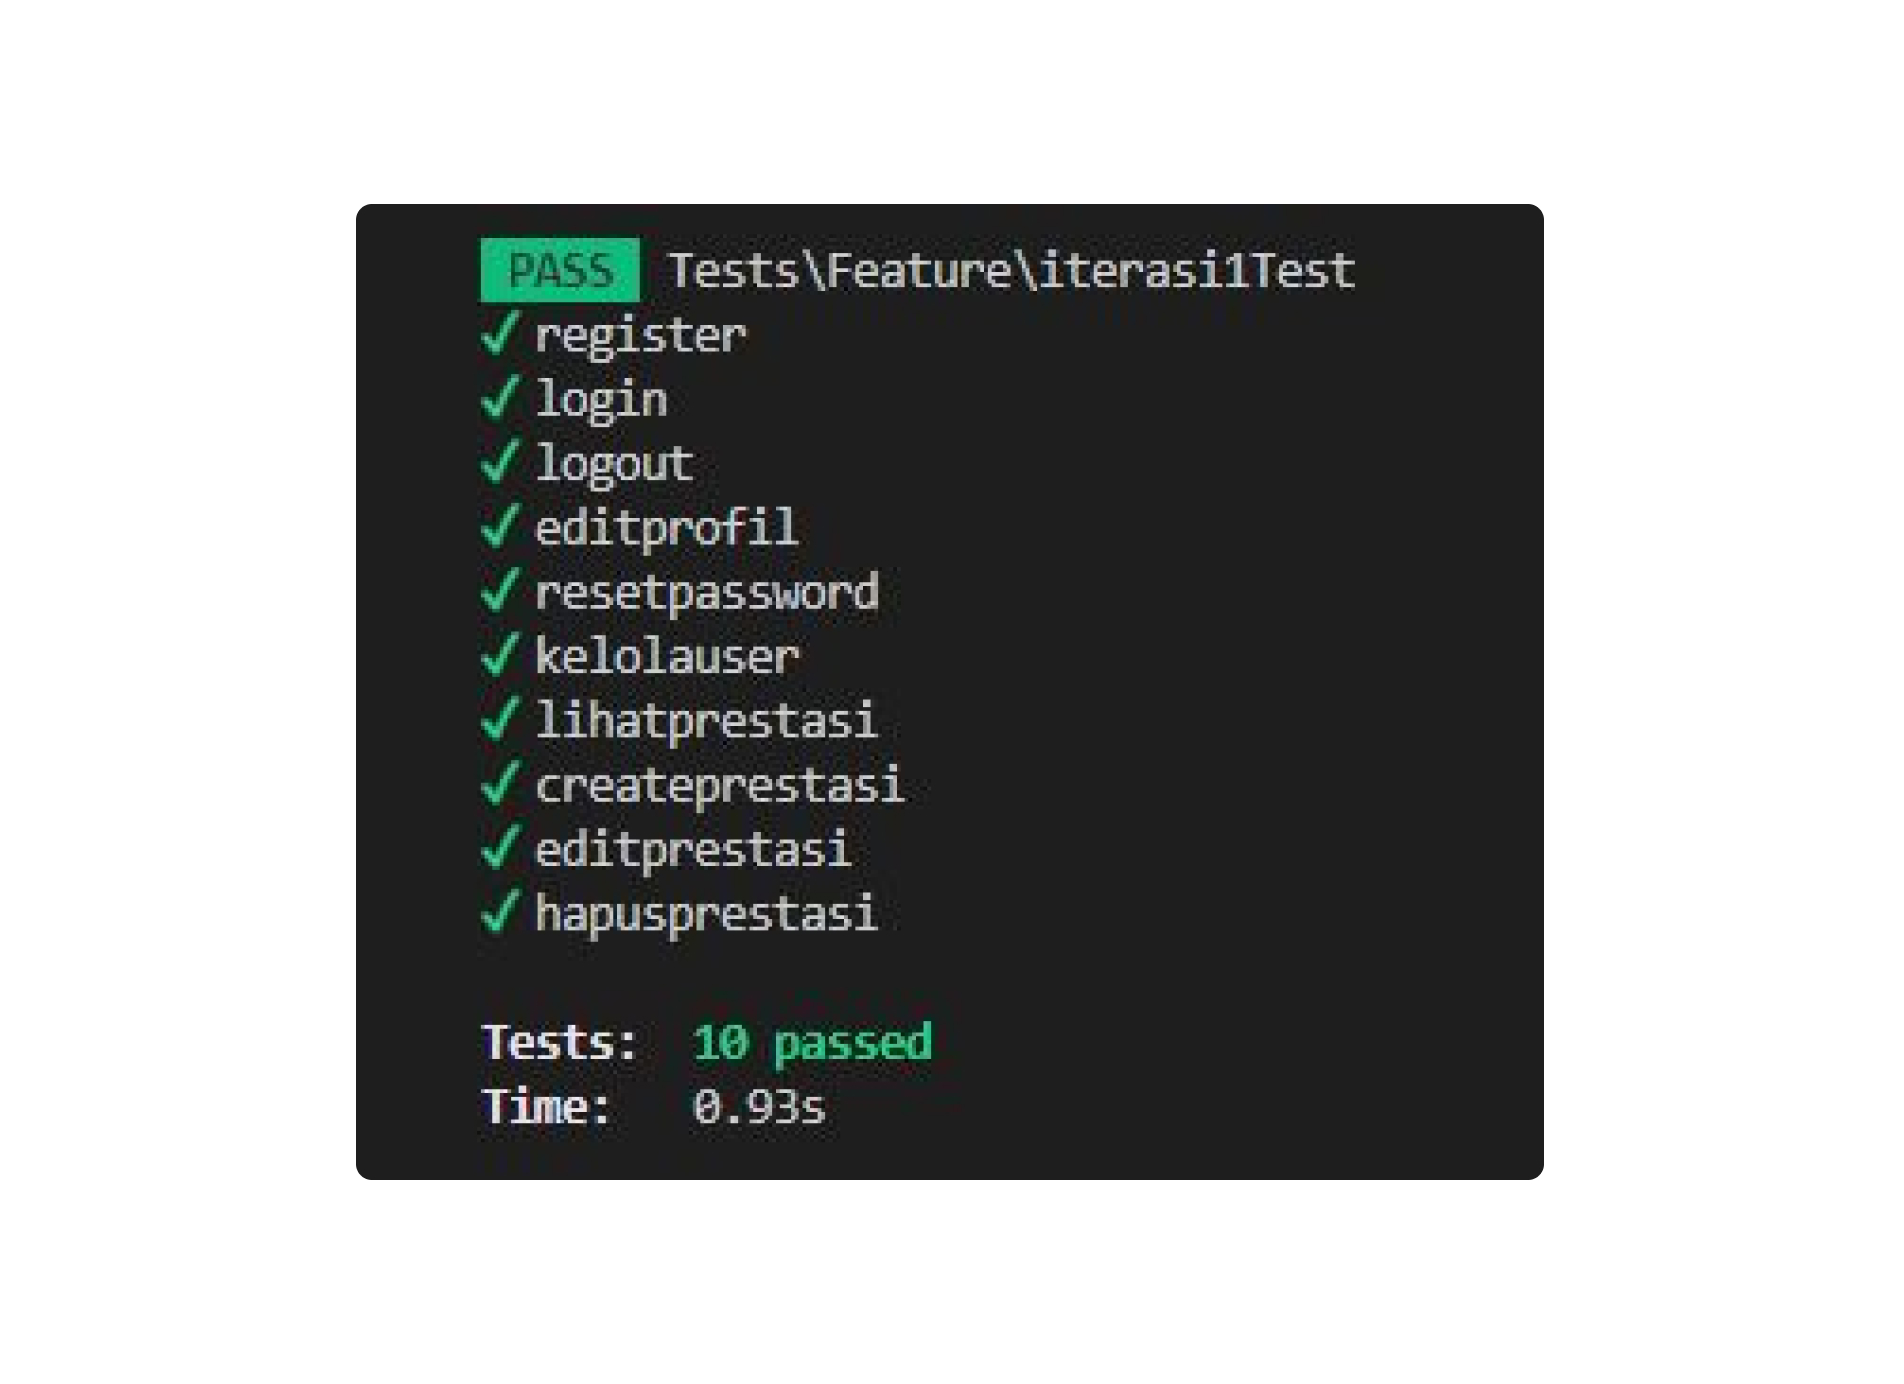 PASS Tests\Feature\iterasi1Test
✓ register
✓ login
✓ logout
✓ editprofil
✓ resetpassword
✓ kelolauser
✓ lihatprestasi
✓ createprestasi
✓ editprestasi
✓ hapusprestasi
Tests: 10 passed
Time: 0.93s